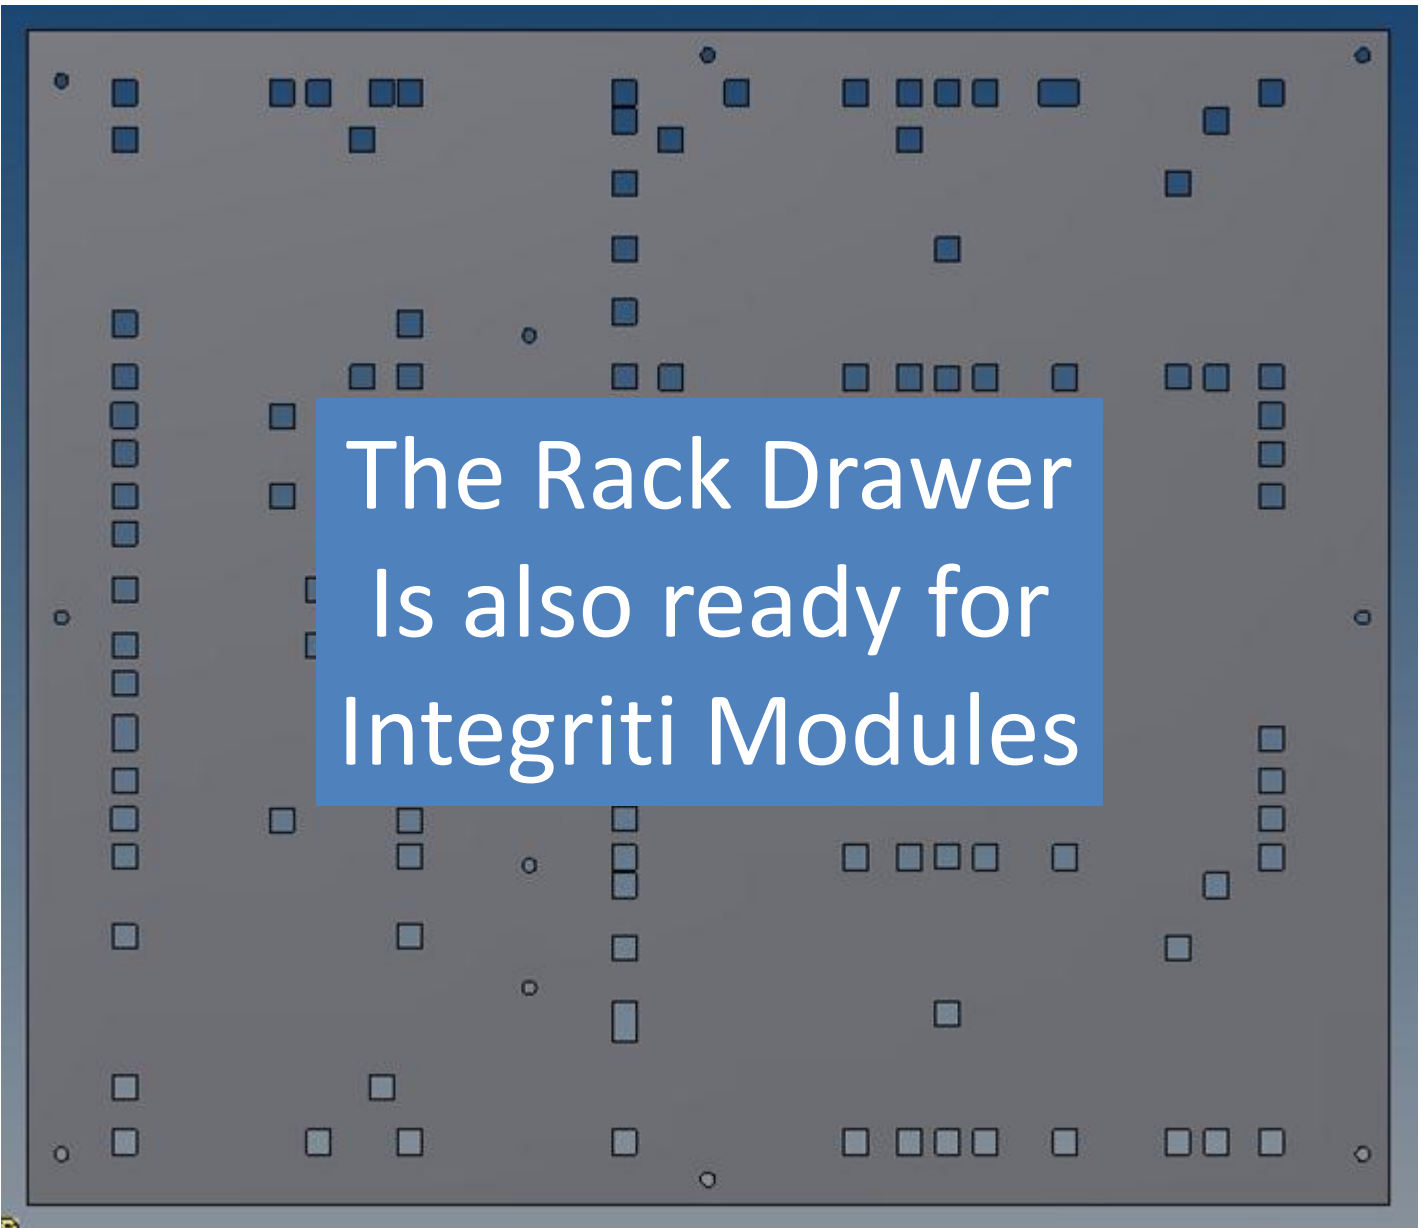 The Rack Drawer
Is also ready for
Integriti Modules